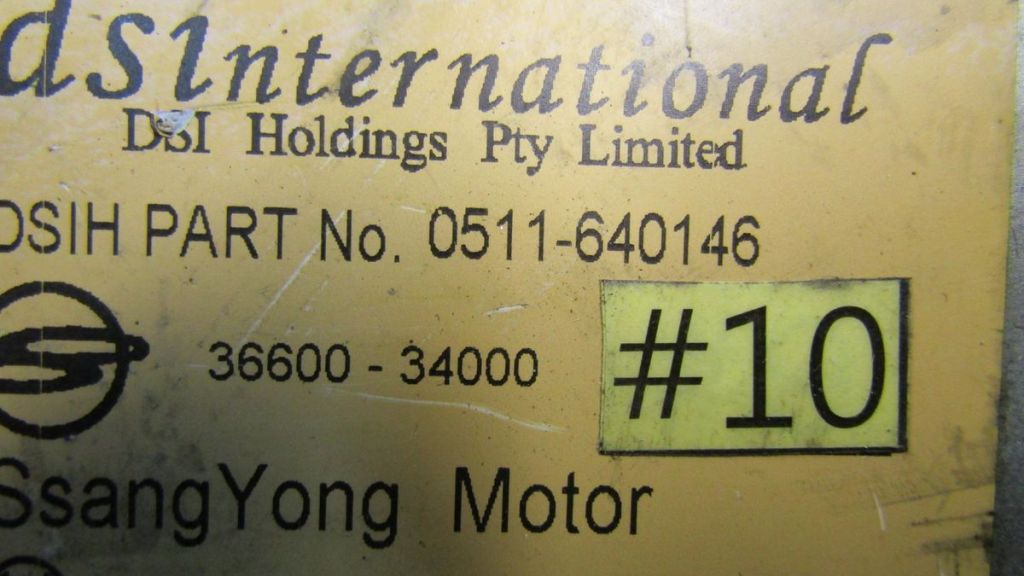 dsInternational
DSI Holdings Pty Limited
DSIH PART No. 0511-640146
36600 - 34000
#10
SsangYong Motor